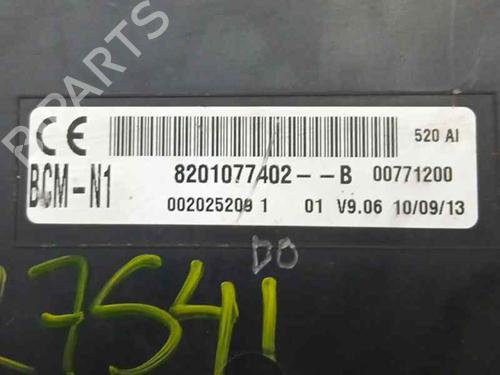 B-PARTS
CE
520 AI
BCM-N1
8201077402--B 00771200
002025209 1 01 V9.06 10/09/13
DO
27541